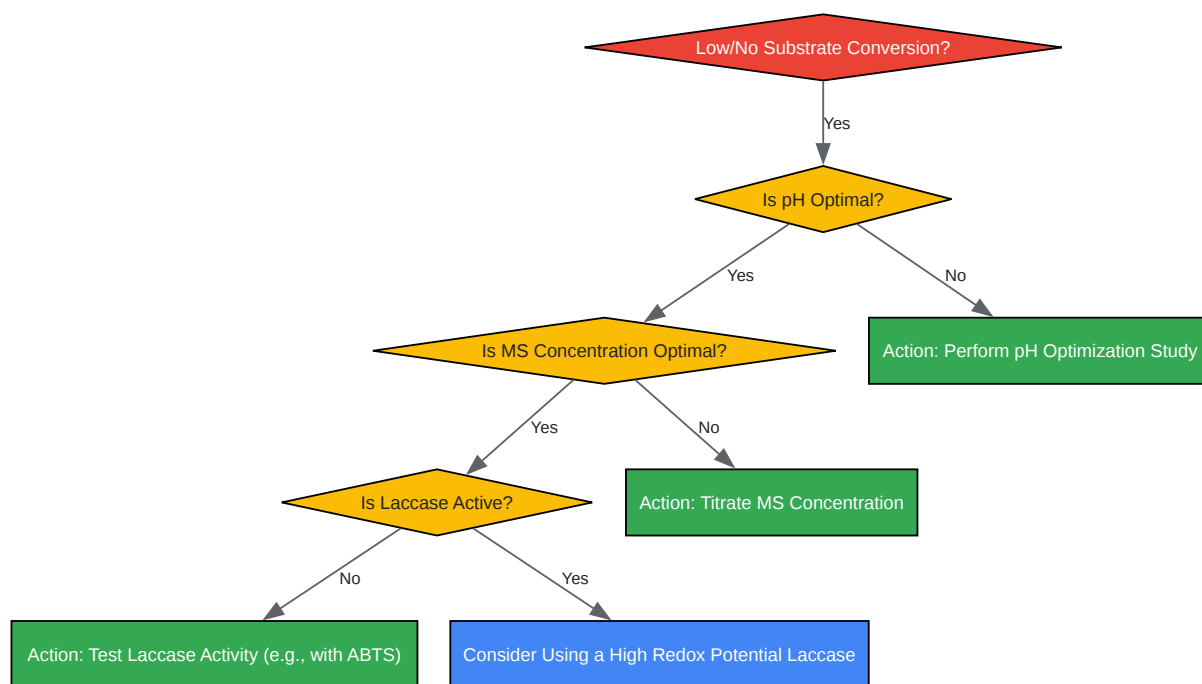 Low/No Substrate Conversion?
Yes
Is pH Optimal?
Yes
No
Is MS Concentration Optimal?
Action: Perform pH Optimization Study
Yes
No
Is Laccase Active?
Action: Titrate MS Concentration
No
Yes
Action: Test Laccase Activity (e.g., with ABTS)
Consider Using a High Redox Potential Laccase